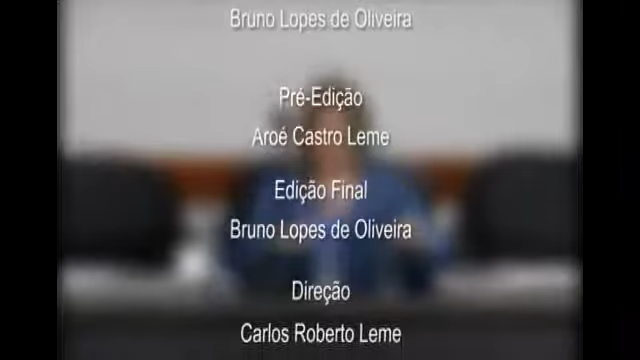 Bruno Lopes de Oliveira
Pré-Edição
Aroé Castro Leme
Edição Final
Bruno Lopes de Oliveira
Direção
Carlos Roberto Leme